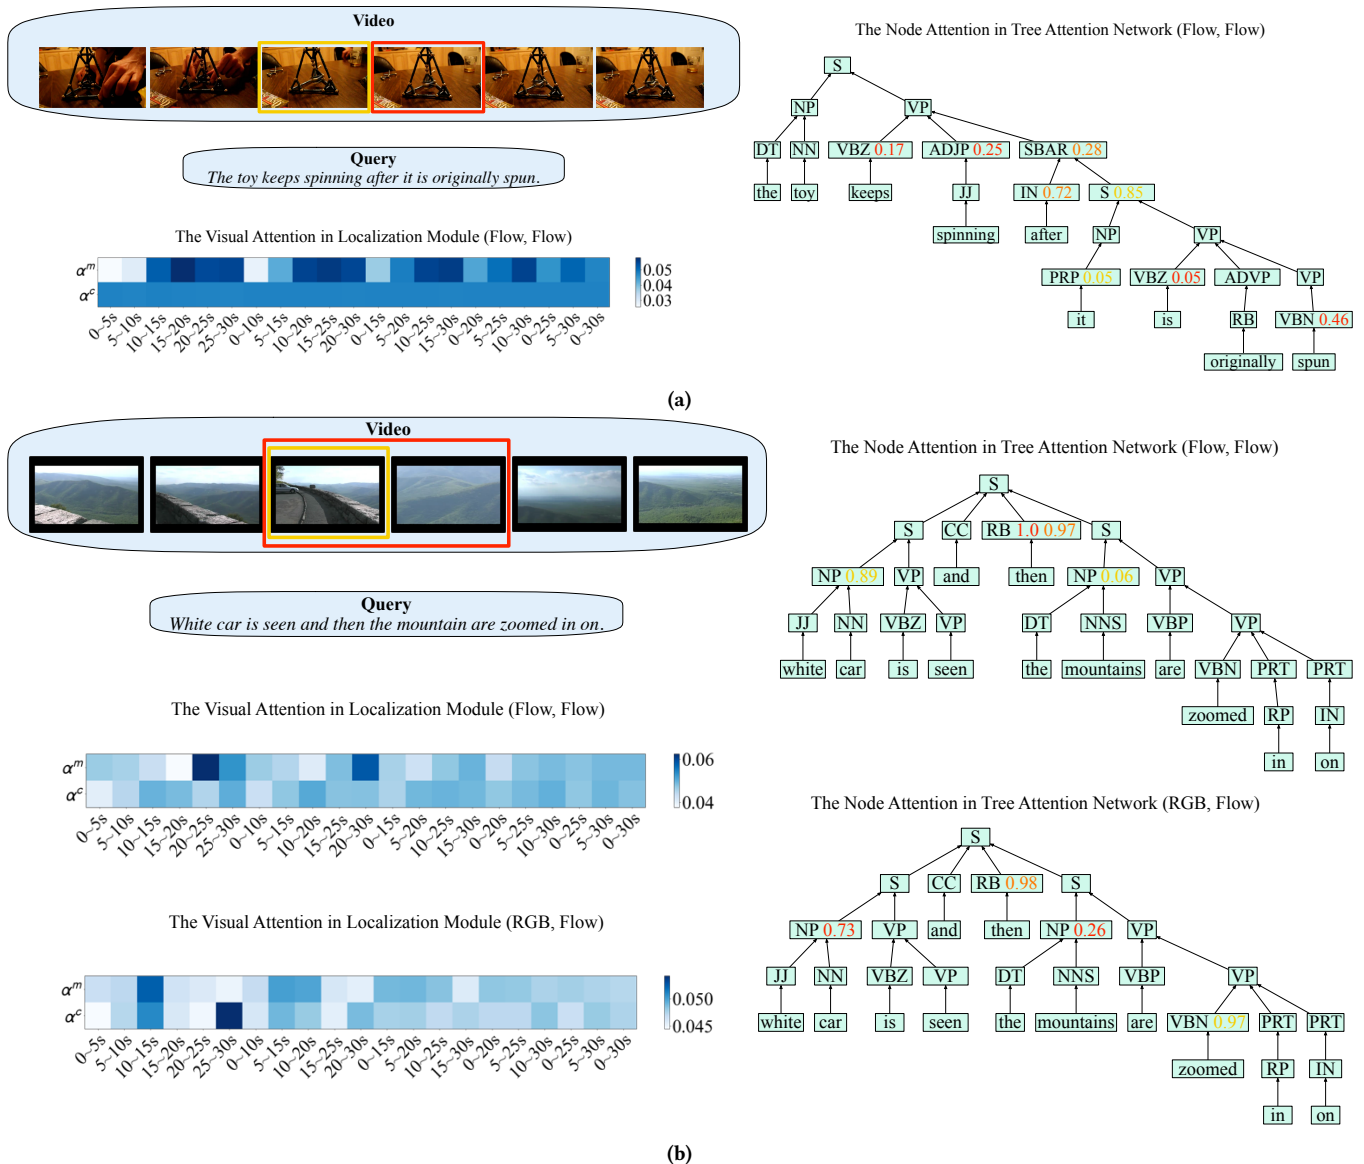 Video
Query
The toy keeps spinning after it is originally spun.
The Visual Attention in Localization Module (Flow, Flow)
α^m
α^c
0.05
0.04
0.03
0~5s 5~10s 10~15s 15~20s 20~25s 25~30s 0~10s 5~15s 10~20s 15~25s 20~30s 0~15s 5~20s 10~25s 15~30s 0~20s 5~25s 10~30s 0~25s 5~30s 0~30s
The Node Attention in Tree Attention Network (Flow, Flow)
S
NP VP
DT NN VBZ 0.17 ADJP 0.25 SBAR 0.28
the toy keeps JJ IN 0.72 S 0.85
spinning after NP VP
PRP 0.05 VBZ 0.05 ADVP VP
it is RB VBN 0.46
originally spun
(a)
Video
Query
White car is seen and then the mountain are zoomed in on.
The Visual Attention in Localization Module (Flow, Flow)
α^m
α^c
0.06
0.04
0~5s 5~10s 10~15s 15~20s 20~25s 25~30s 0~10s 5~15s 10~20s 15~25s 20~30s 0~15s 5~20s 10~25s 15~30s 0~20s 5~25s 10~30s 0~25s 5~30s 0~30s
The Visual Attention in Localization Module (RGB, Flow)
α^m
α^c
0.050
0.045
0~5s 5~10s 10~15s 15~20s 20~25s 25~30s 0~10s 5~15s 10~20s 15~25s 20~30s 0~15s 5~20s 10~25s 15~30s 0~20s 5~25s 10~30s 0~25s 5~30s 0~30s
The Node Attention in Tree Attention Network (Flow, Flow)
S
S CC RB 1.0 0.97 S
NP 0.89 VP and then NP 0.06 VP
JJ NN VBZ VP DT NNS VBP VP
white car is seen the mountains are VBN PRT PRT
zoomed RP IN
in on
The Node Attention in Tree Attention Network (RGB, Flow)
S
S CC RB 0.98 S
NP 0.73 VP and then NP 0.26 VP
JJ NN VBZ VP DT NNS VBP VP
white car is seen the mountains are VBN 0.97 PRT PRT
zoomed RP IN
in on
(b)